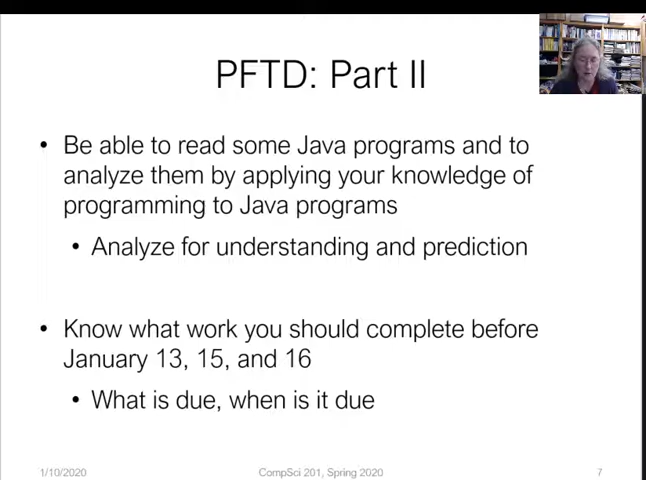 PFTD: Part II
• Be able to read some Java programs and to
analyze them by applying your knowledge of
programming to Java programs
• Analyze for understanding and prediction
• Know what work you should complete before
January 13, 15, and 16
• What is due, when is it due
1/10/2020
CompSci 201, Spring 2020
7